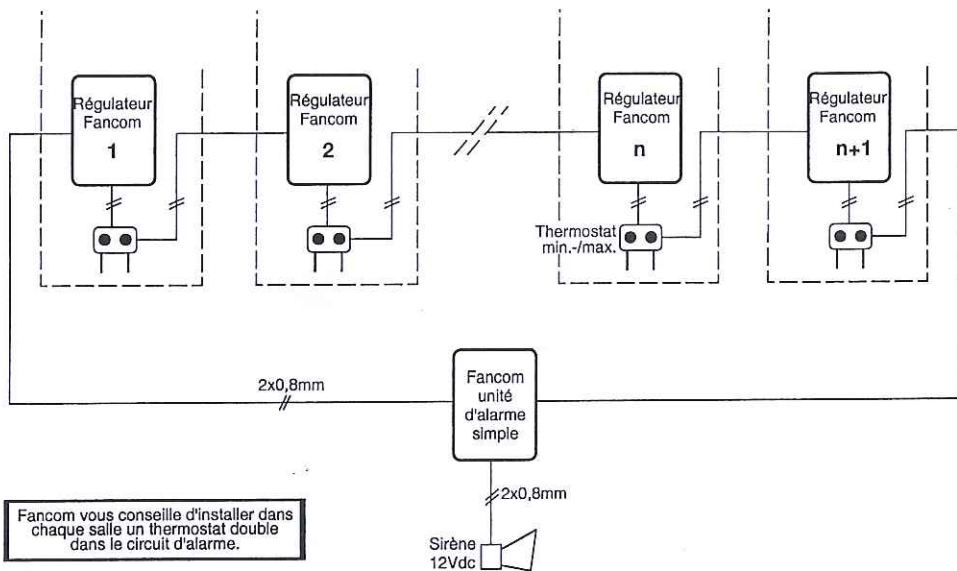 Régulateur
Fancom
1
Régulateur
Fancom
2
Régulateur
Fancom
n
Régulateur
Fancom
n+1
Thermostat
min.-/max.
2x0,8mm
Fancom
unité
d'alarme
simple
2x0,8mm
Sirène
12Vdc
Fancom vous conseille d'installer dans
chaque salle un thermostat double
dans le circuit d'alarme.